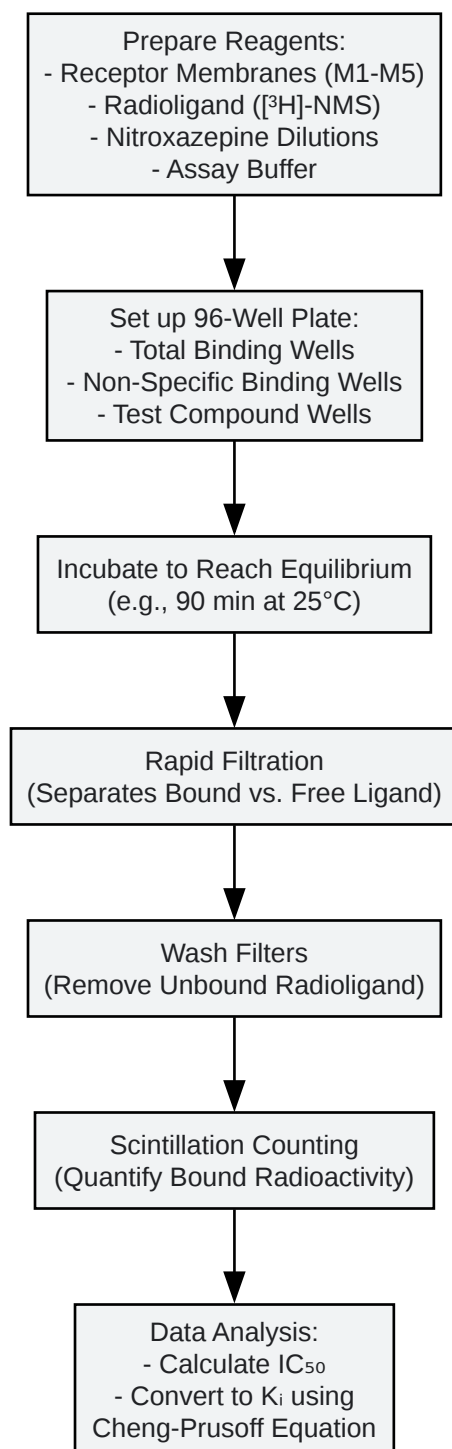 Prepare Reagents:
- Receptor Membranes (M1-M5)
- Radioligand ([³H]-NMS)
- Nitroxazepine Dilutions
- Assay Buffer
Set up 96-Well Plate:
- Total Binding Wells
- Non-Specific Binding Wells
- Test Compound Wells
Incubate to Reach Equilibrium
(e.g., 90 min at 25°C)
Rapid Filtration
(Separates Bound vs. Free Ligand)
Wash Filters
(Remove Unbound Radioligand)
Scintillation Counting
(Quantify Bound Radioactivity)
Data Analysis:
- Calculate IC₅₀
- Convert to Kᵢ using
Cheng-Prusoff Equation